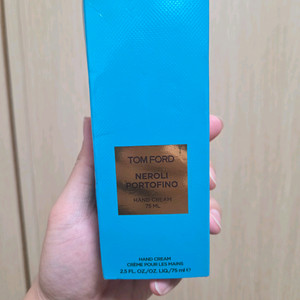 TOM FORD
NEROLI
PORTOFINO
HAND CREAM
75 ML
HAND CREAM
CRÈME POUR LES MAINS
2.5 FL. OZ./OZ. LIQ./75 ml ℮